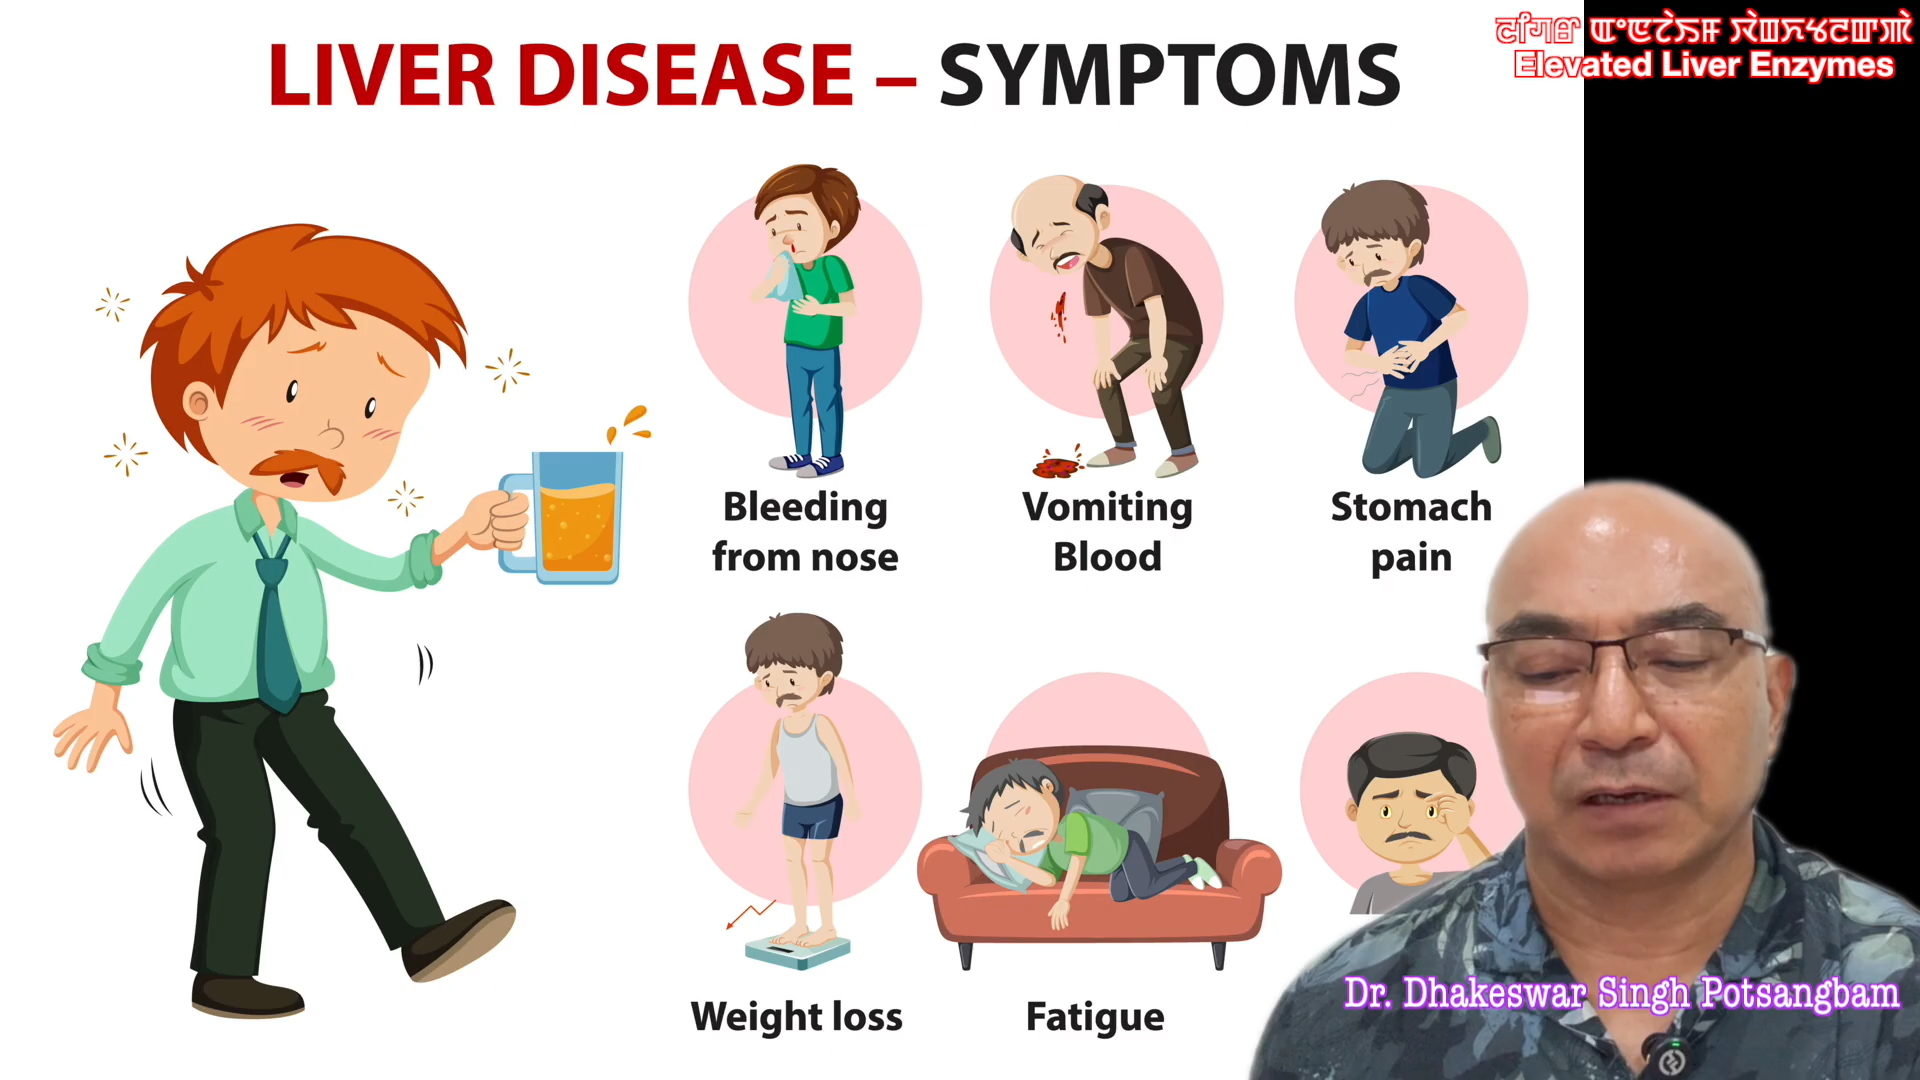 LIVER DISEASE – SYMPTOMS
Elevated Liver Enzymes
Bleeding
from nose
Vomiting
Blood
Stomach
pain
Weight loss
Fatigue
Dr. Dhakeswar Singh Potsangbam